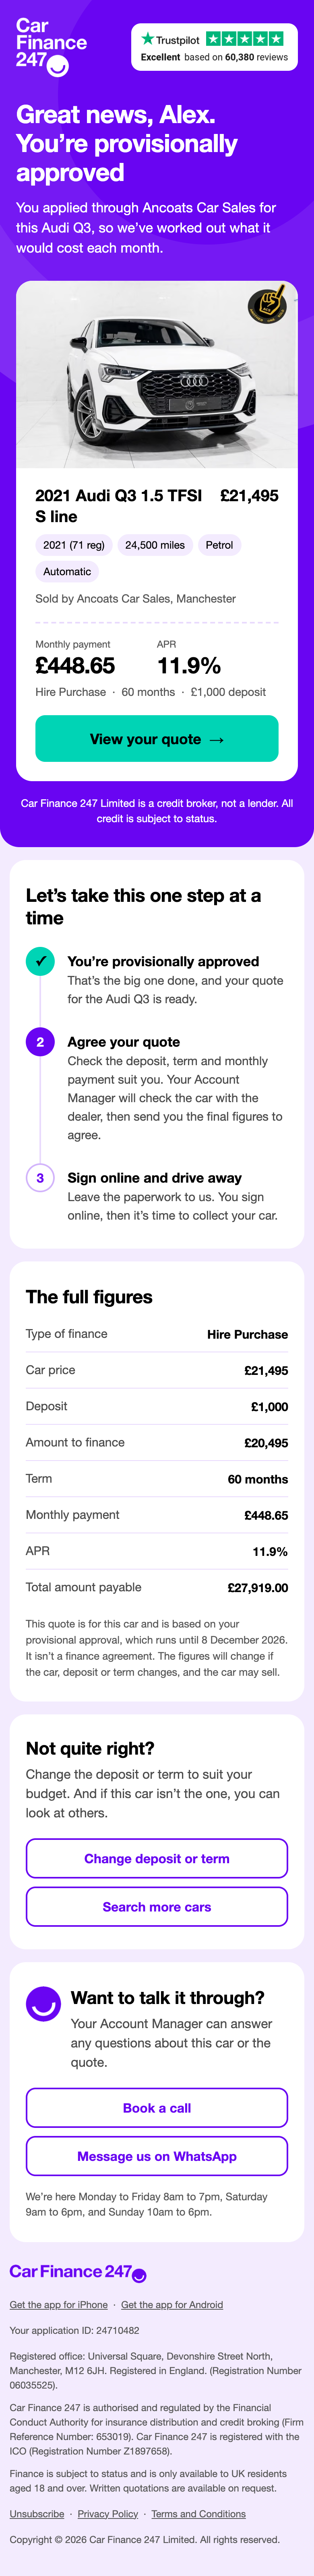 Car
Finance
247
Trustpilot
Excellent based on 60,380 reviews
Great news, Alex.
You're provisionally
approved
You applied through Ancoats Car Sales for
this Audi Q3, so we've worked out what it
would cost each month.
2021 Audi Q3 1.5 TFSI £21,495
S line
2021 (71 reg) 24,500 miles Petrol
Automatic
Sold by Ancoats Car Sales, Manchester
Monthly payment APR
£448.65 11.9%
Hire Purchase · 60 months · £1,000 deposit
View your quote →
Car Finance 247 Limited is a credit broker, not a lender. All
credit is subject to status.
Let's take this one step at a
time
✓ You're provisionally approved
That's the big one done, and your quote
for the Audi Q3 is ready.
2 Agree your quote
Check the deposit, term and monthly
payment suit you. Your Account
Manager will check the car with the
dealer, then send you the final figures to
agree.
3 Sign online and drive away
Leave the paperwork to us. You sign
online, then it's time to collect your car.
The full figures
Type of finance Hire Purchase
Car price £21,495
Deposit £1,000
Amount to finance £20,495
Term 60 months
Monthly payment £448.65
APR 11.9%
Total amount payable £27,919.00
This quote is for this car and is based on your
provisional approval, which runs until 8 December 2026.
It isn't a finance agreement. The figures will change if
the car, deposit or term changes, and the car may sell.
Not quite right?
Change the deposit or term to suit your
budget. And if this car isn't the one, you can
look at others.
Change deposit or term
Search more cars
Want to talk it through?
Your Account Manager can answer
any questions about this car or the
quote.
Book a call
Message us on WhatsApp
We're here Monday to Friday 8am to 7pm, Saturday
9am to 6pm, and Sunday 10am to 6pm.
Car Finance 247
Get the app for iPhone · Get the app for Android
Your application ID: 24710482
Registered office: Universal Square, Devonshire Street North,
Manchester, M12 6JH. Registered in England. (Registration Number
06035525).
Car Finance 247 is authorised and regulated by the Financial
Conduct Authority for insurance distribution and credit broking (Firm
Reference Number: 653019). Car Finance 247 is registered with the
ICO (Registration Number Z1897658).
Finance is subject to status and is only available to UK residents
aged 18 and over. Written quotations are available on request.
Unsubscribe · Privacy Policy · Terms and Conditions
Copyright © 2026 Car Finance 247 Limited. All rights reserved.